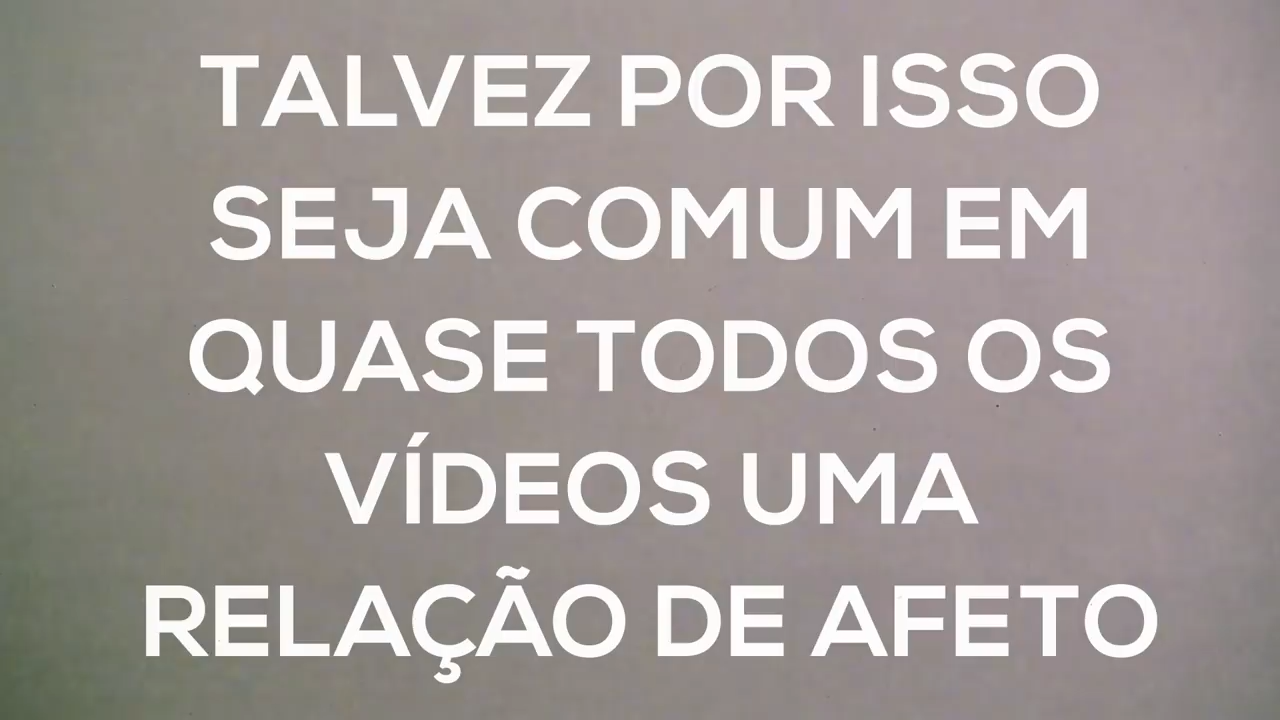 TALVEZ POR ISSO
SEJA COMUM EM
QUASE TODOS OS
VÍDEOS UMA
RELAÇÃO DE AFETO